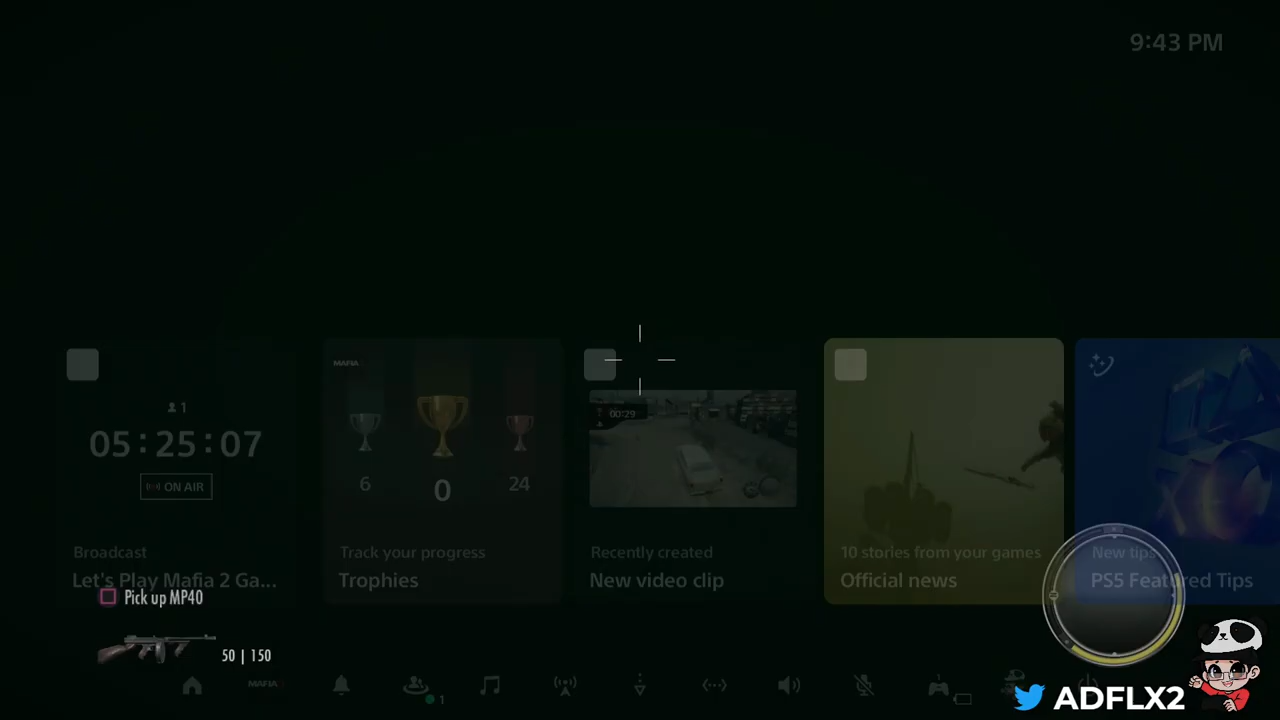 9:43 PM
1
05:25:07
ON AIR
Broadcast
Let's Play Mafia 2 Ga...
MAFIA
6
0
24
Track your progress
Trophies
00:29
Recently created
New video clip
10 stories from your games
Official news
New tips
PS5 Featured Tips
Pick up MP40
50 | 150
MAFIA
1
ADFLX2